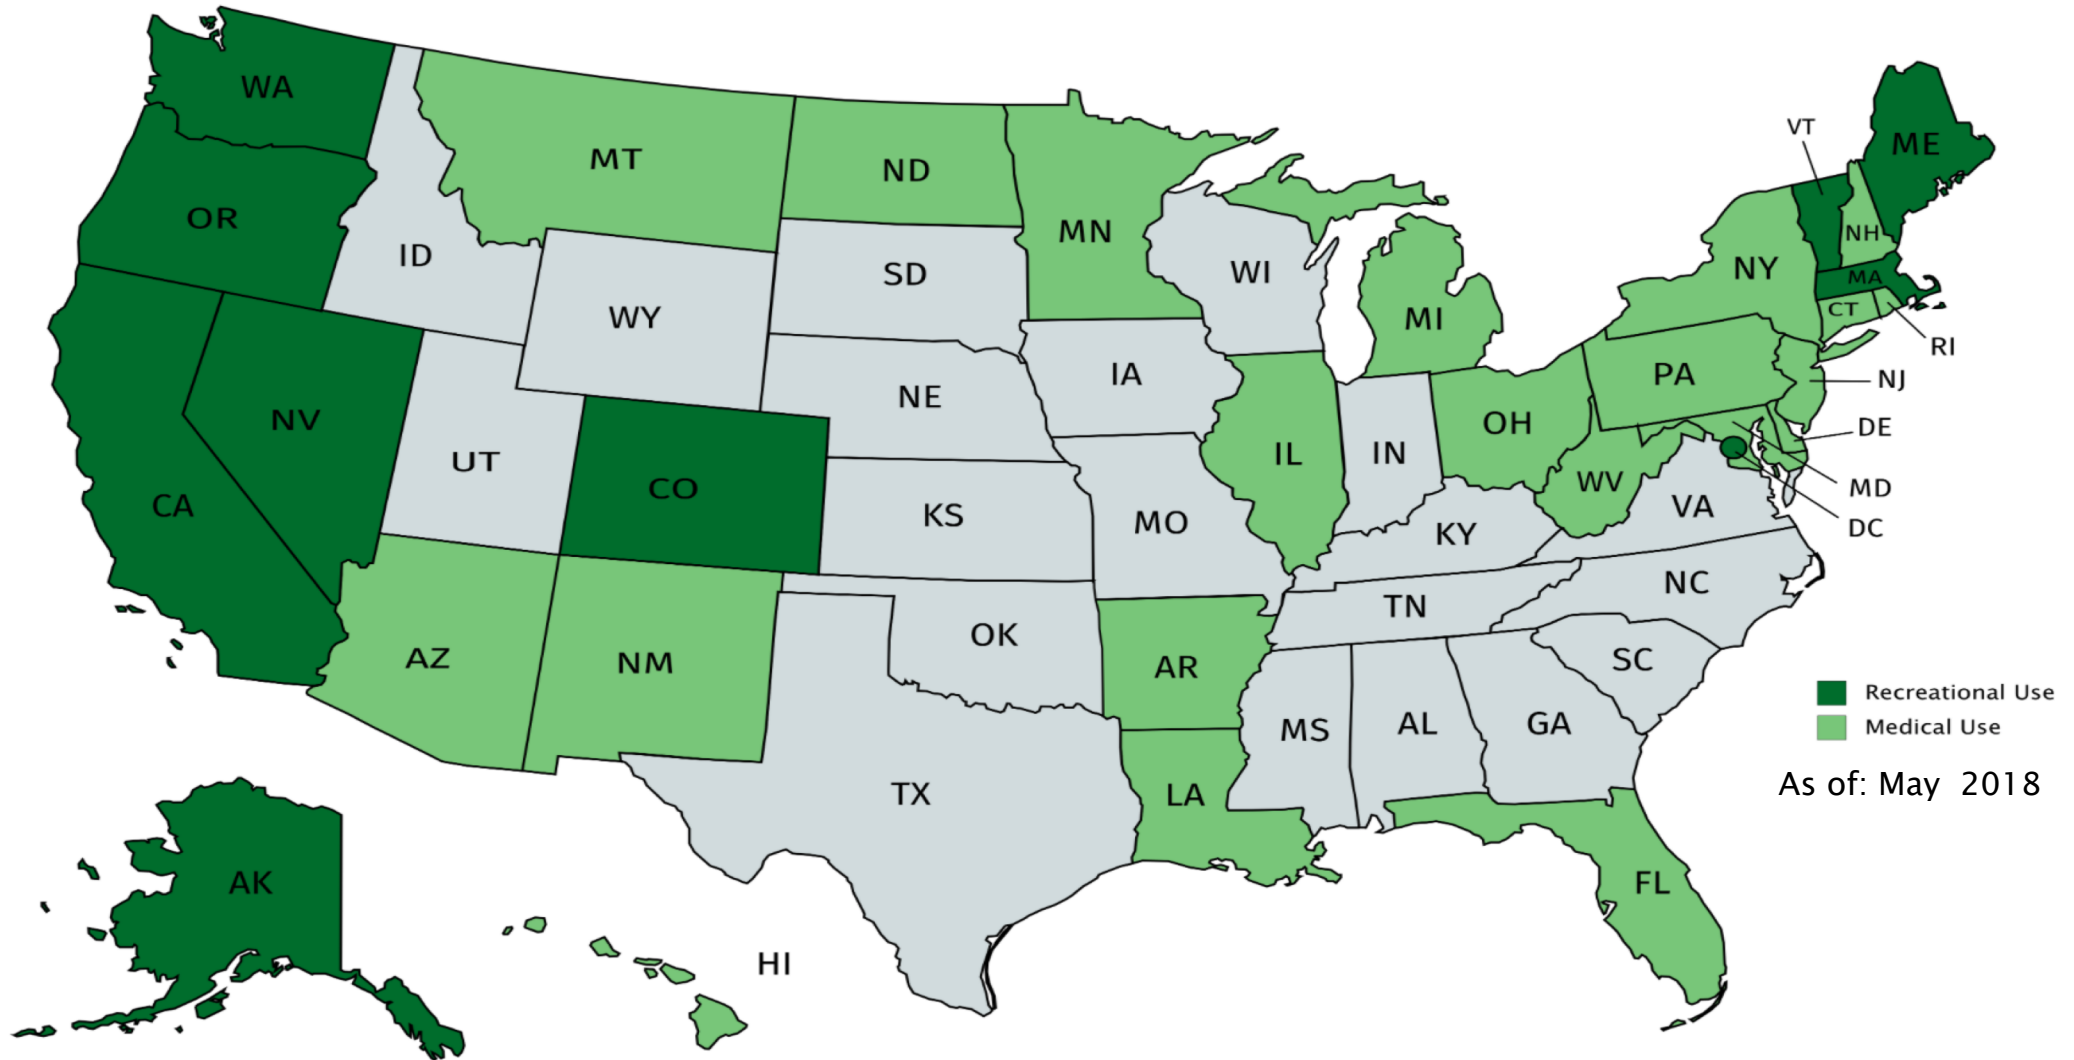 WA
VT
ME
MT
ND
OR
MN
NH
ID
SD
WI
NY
MA
WY
MI
CT
RI
IA
PA
NJ
NE
NV
OH
DE
UT
IL
IN
WV
CO
MD
CA
KS
MO
KY
VA
DC
TN
NC
OK
AZ
NM
AR
SC
Recreational Use
MS
AL
GA
Medical Use
As of: May 2018
TX
LA
AK
FL
HI